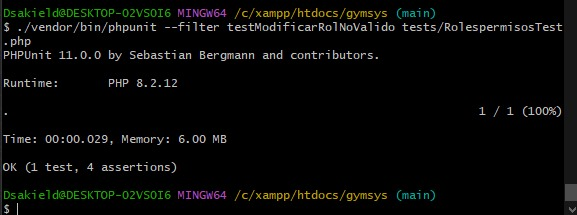 Dsakield@DESKTOP-O2VSOI6 MINGW64 /c/xampp/htdocs/gymsys (main)
$ ./vendor/bin/phpunit --filter testModificarRolNoValido tests/RolespermisosTest
.php
PHPUnit 11.0.0 by Sebastian Bergmann and contributors.
Runtime:       PHP 8.2.12
.                                                                   1 / 1 (100%)
Time: 00:00.029, Memory: 6.00 MB
OK (1 test, 4 assertions)
Dsakield@DESKTOP-O2VSOI6 MINGW64 /c/xampp/htdocs/gymsys (main)
$